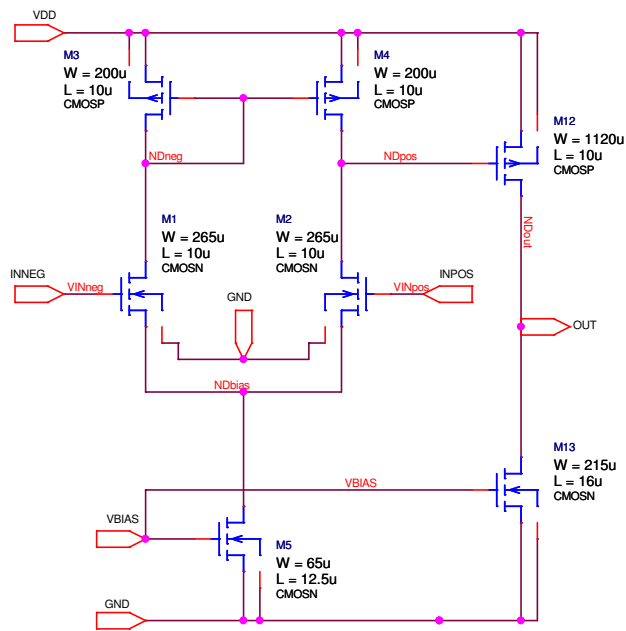 VDD
M3
W = 200u
L = 10u
CMOSP
M4
W = 200u
L = 10u
CMOSP
M12
W = 1120u
L = 10u
CMOSP
NDneg
NDpos
NDout
M1
W = 265u
L = 10u
CMOSN
M2
W = 265u
L = 10u
CMOSN
INNEG
VINneg
GND
VINpos
INPOS
OUT
NDbias
M13
W = 215u
L = 16u
CMOSN
VBIAS
VBIAS
M5
W = 65u
L = 12.5u
CMOSN
GND